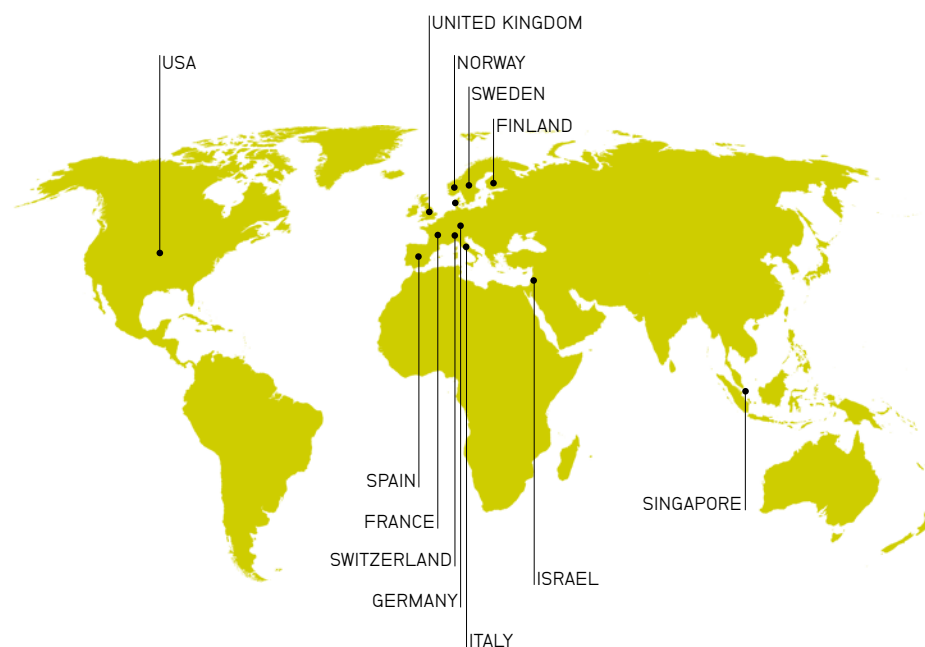 UNITED KINGDOM
USA
NORWAY
SWEDEN
FINLAND
SPAIN
SINGAPORE
FRANCE
SWITZERLAND
ISRAEL
GERMANY
ITALY